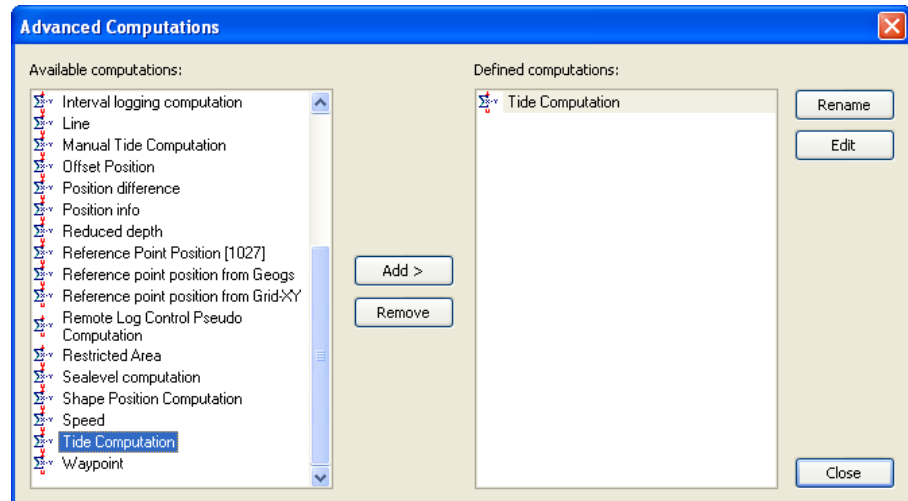 Advanced Computations
Available computations:
Interval logging computation
Line
Manual Tide Computation
Offset Position
Position difference
Position info
Reduced depth
Reference Point Position [1027]
Reference point position from Geogs
Reference point position from Grid-XY
Remote Log Control Pseudo
Computation
Restricted Area
Sealevel computation
Shape Position Computation
Speed
Tide Computation
Waypoint
Add >
Remove
Defined computations:
Tide Computation
Rename
Edit
Close